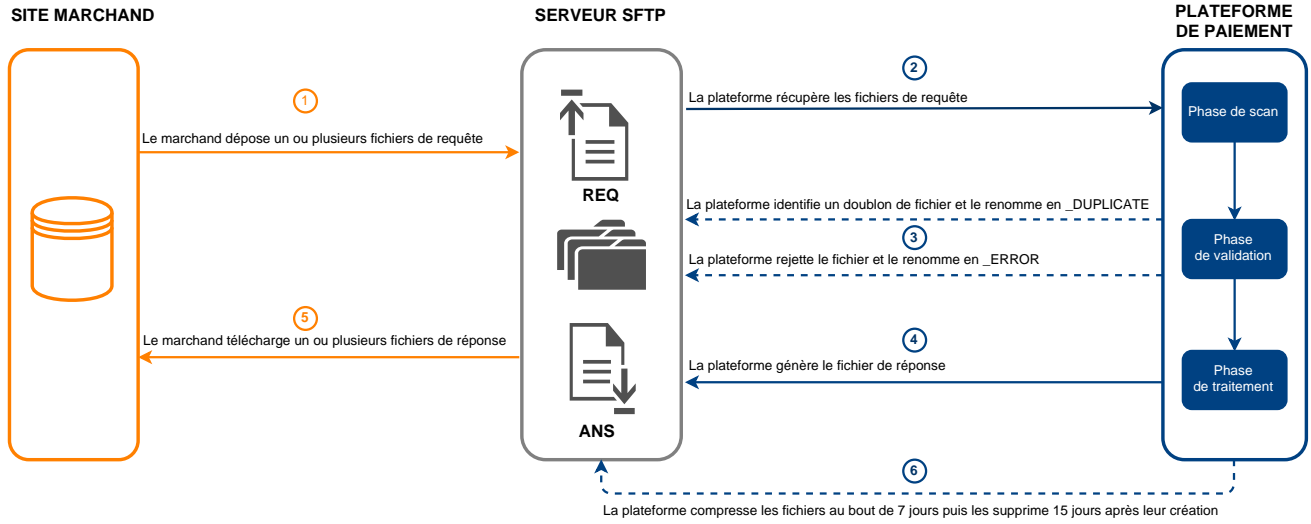 SITE MARCHAND
SERVEUR SFTP
PLATEFORME
DE PAIEMENT
1
Le marchand dépose un ou plusieurs fichiers de requête
2
La plateforme récupère les fichiers de requête
Phase de scan
REQ
La plateforme identifie un doublon de fichier et le renomme en _DUPLICATE
3
La plateforme rejette le fichier et le renomme en _ERROR
Phase
de validation
5
Le marchand télécharge un ou plusieurs fichiers de réponse
4
La plateforme génère le fichier de réponse
Phase
de traitement
ANS
6
La plateforme compresse les fichiers au bout de 7 jours puis les supprime 15 jours après leur création